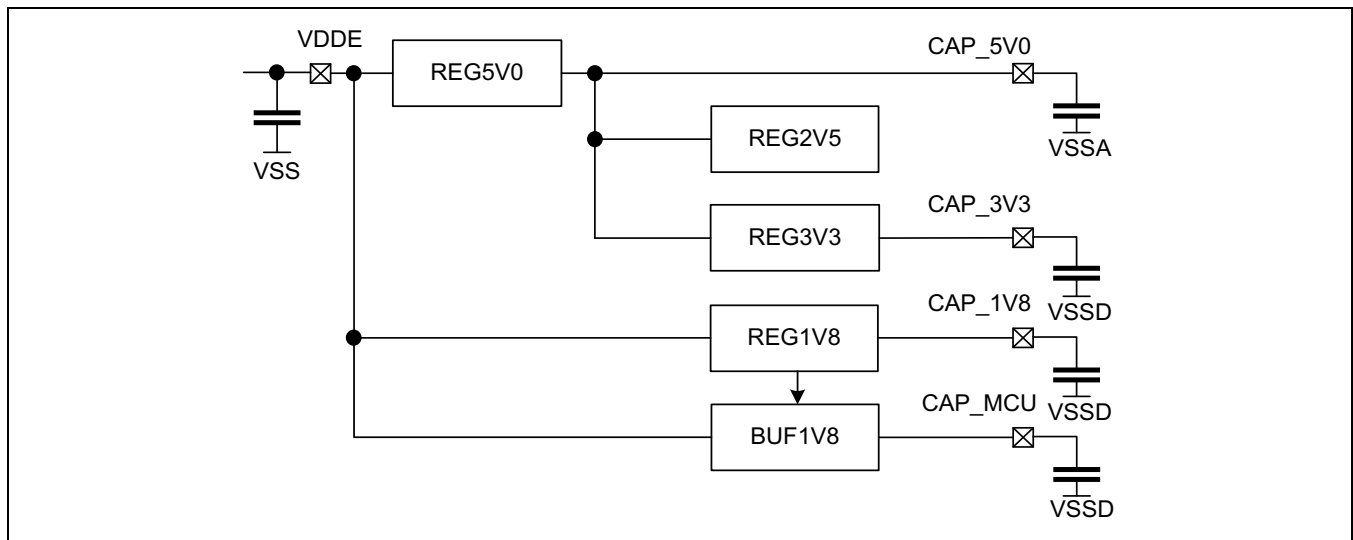 VDDE
REG5V0
CAP_5V0
VSS
REG2V5
VSSA
CAP_3V3
REG3V3
VSSD
CAP_1V8
REG1V8
VSSD
CAP_MCU
BUF1V8
VSSD